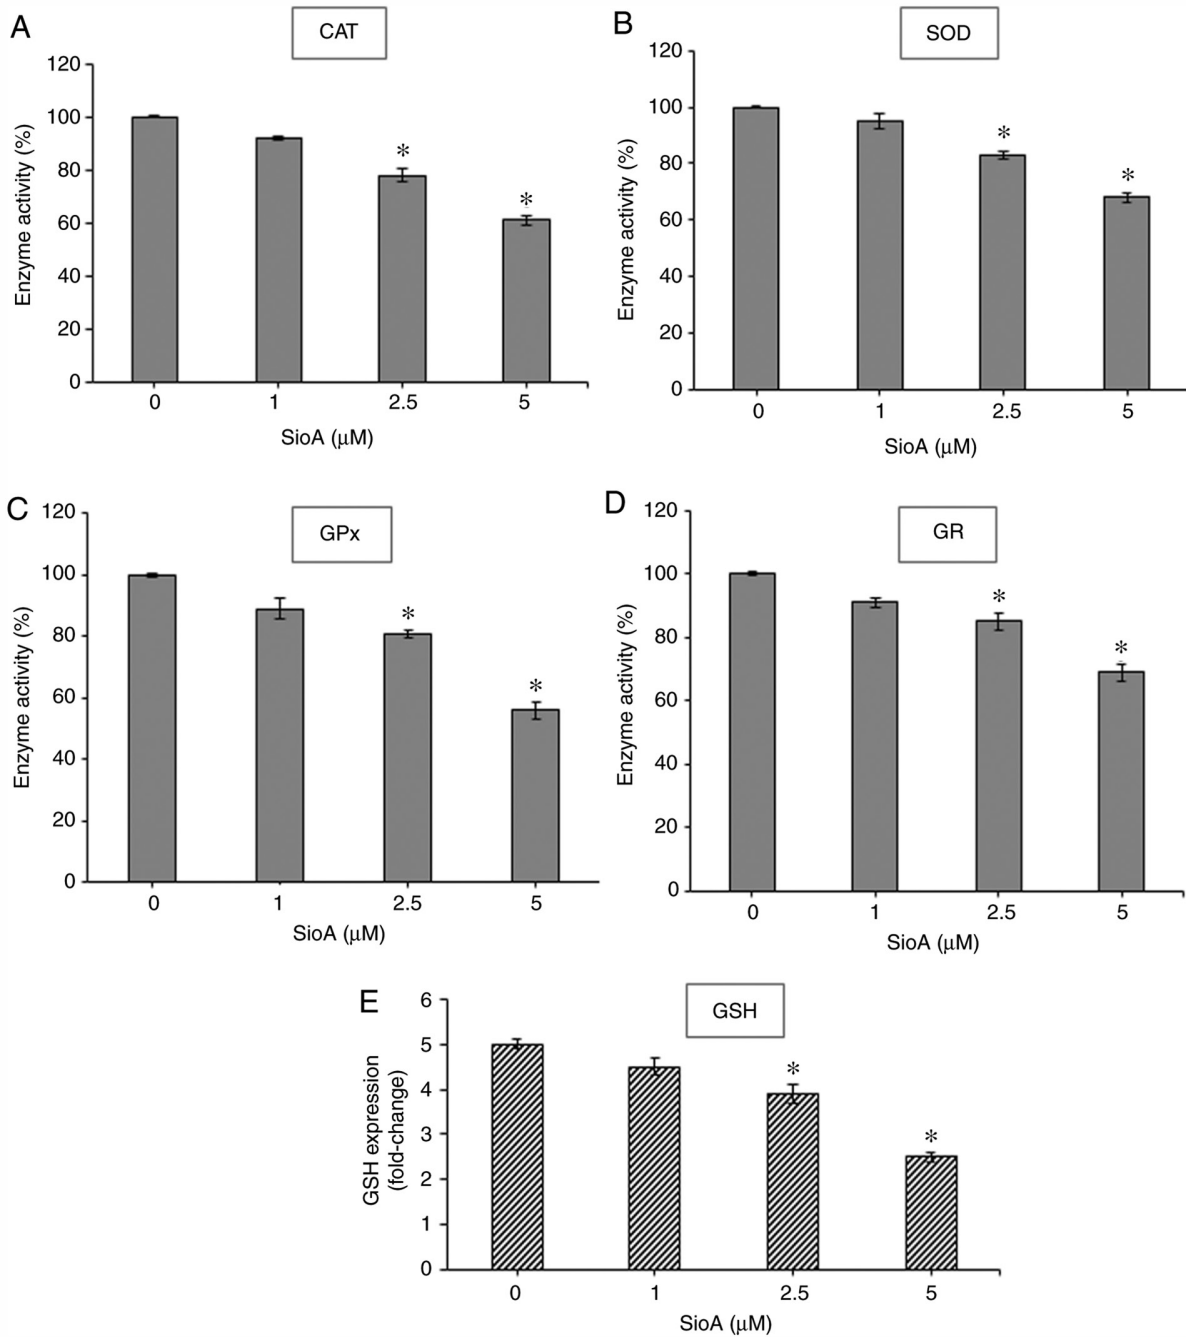 A
CAT
120
100
80
60
40
20
0
Enzyme activity (%)
*
*
0 1 2.5 5
SioA (μM)
B
SOD
120
100
80
60
40
20
0
Enzyme activity (%)
*
*
0 1 2.5 5
SioA (μM)
C
GPx
120
100
80
60
40
20
0
Enzyme activity (%)
*
*
0 1 2.5 5
SioA (μM)
D
GR
120
100
80
60
40
20
0
Enzyme activity (%)
*
*
0 1 2.5 5
SioA (μM)
E
GSH
6
5
4
3
2
1
0
GSH expression
(fold-change)
*
*
0 1 2.5 5
SioA (μM)